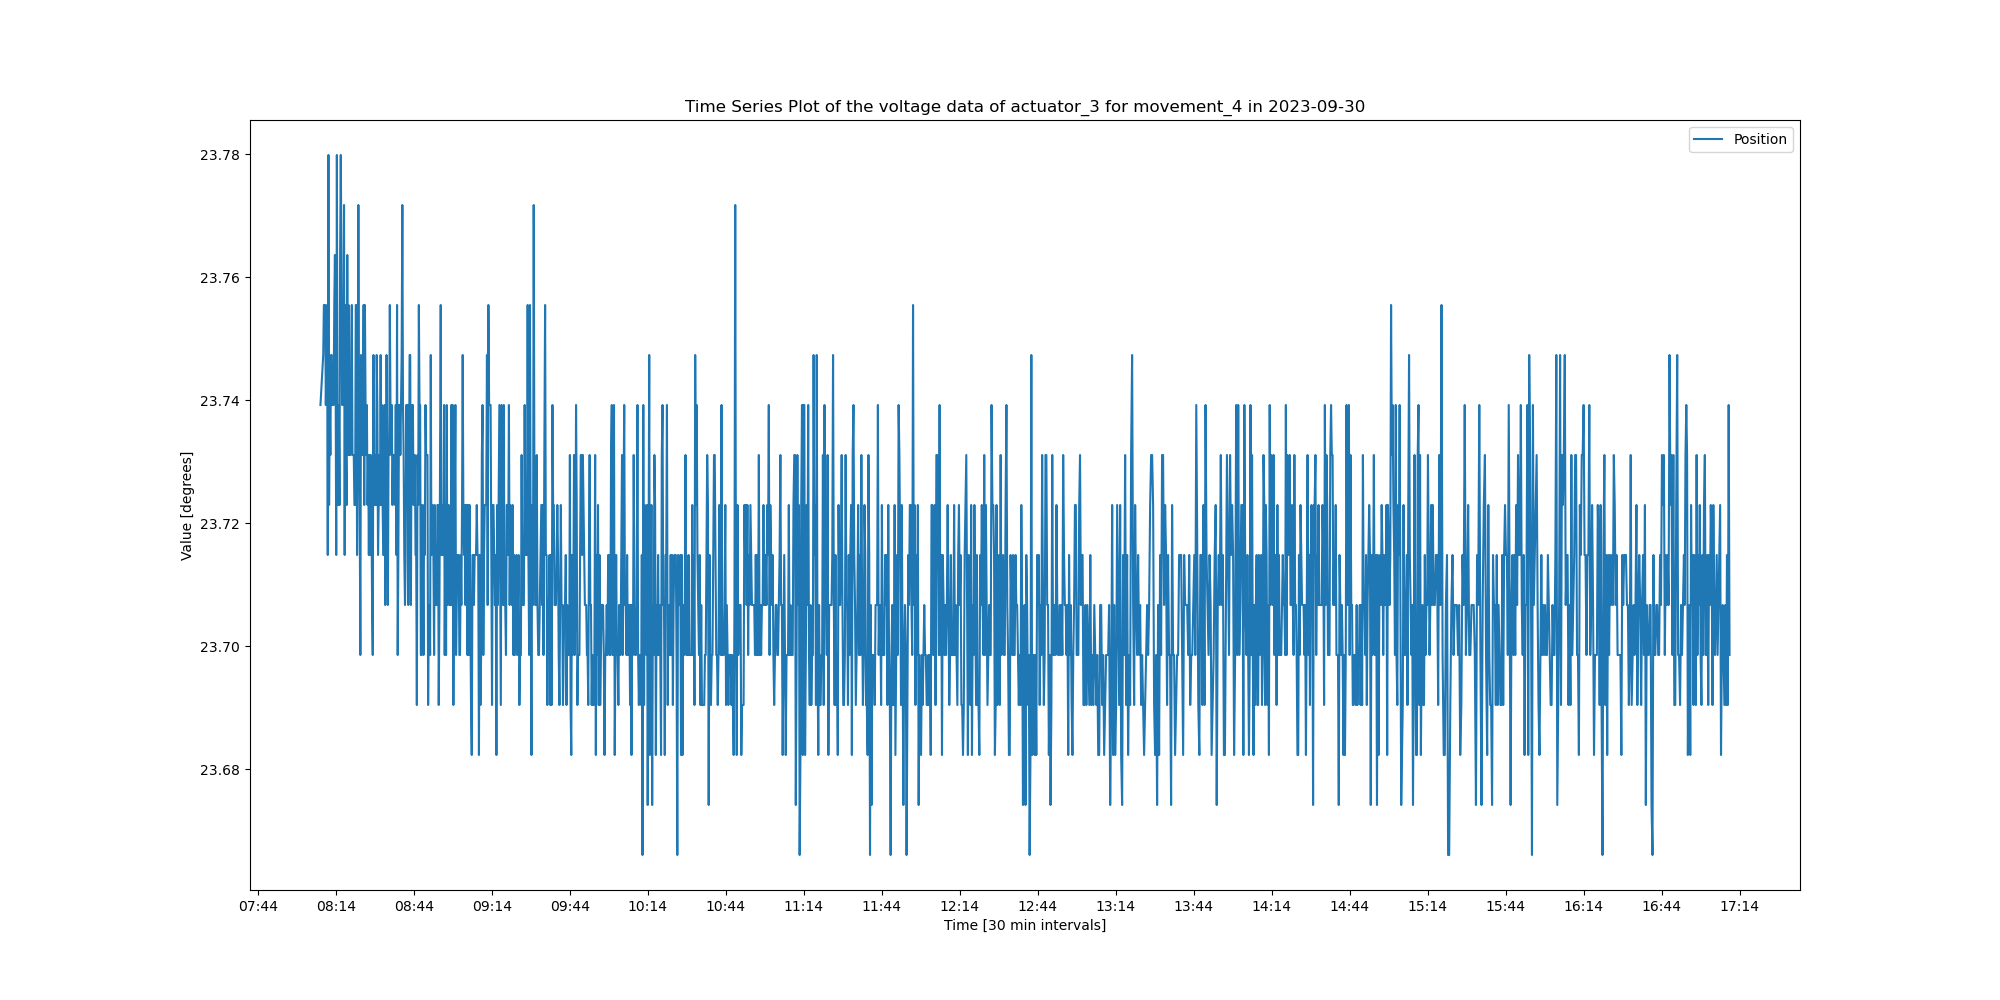 Time Series Plot of the voltage data of actuator_3 for movement_4 in 2023-09-30
Position
23.78
23.76
23.74
23.72
23.70
23.68
Value [degrees]
07:44 08:14 08:44 09:14 09:44 10:14 10:44 11:14 11:44 12:14 12:44 13:14 13:44 14:14 14:44 15:14 15:44 16:14 16:44 17:14
Time [30 min intervals]